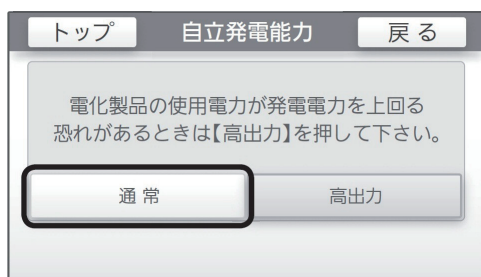 トップ 自立発電能力 戻る
電化製品の使用電力が発電電力を上回る
恐れがあるときは【高出力】を押して下さい。
通常 高出力